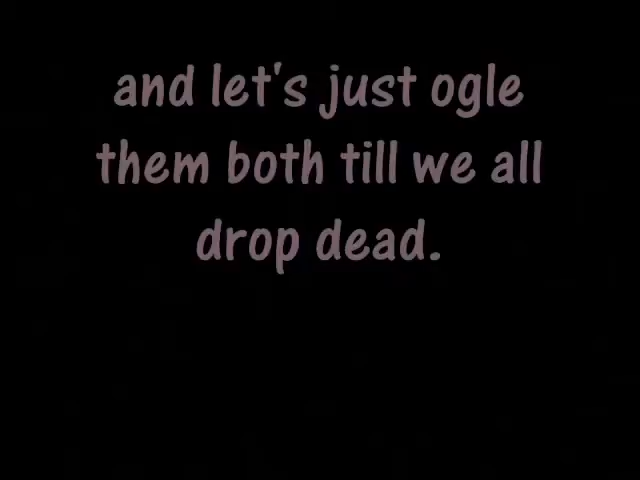 and let's just ogle
them both till we all
drop dead.